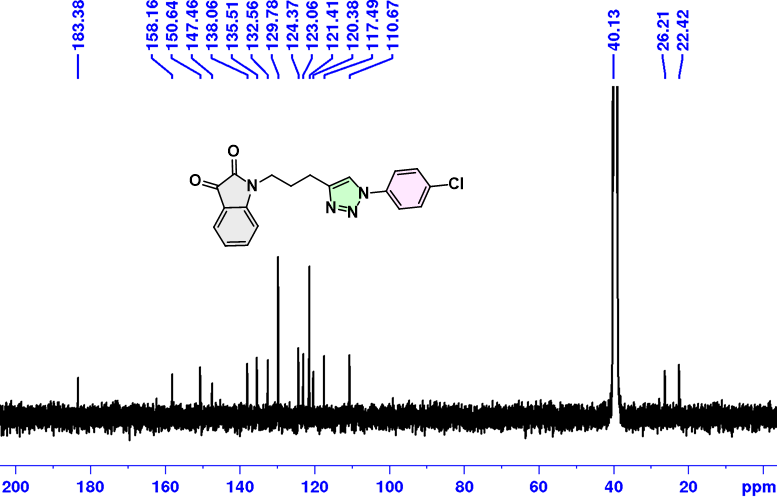 183.38
158.16
150.64
147.46
138.06
135.51
132.56
129.78
124.37
123.06
121.41
120.38
117.49
110.67
40.13
26.21
22.42
O
O
N
N
N
N
Cl
200 180 160 140 120 100 80 60 40 20 ppm